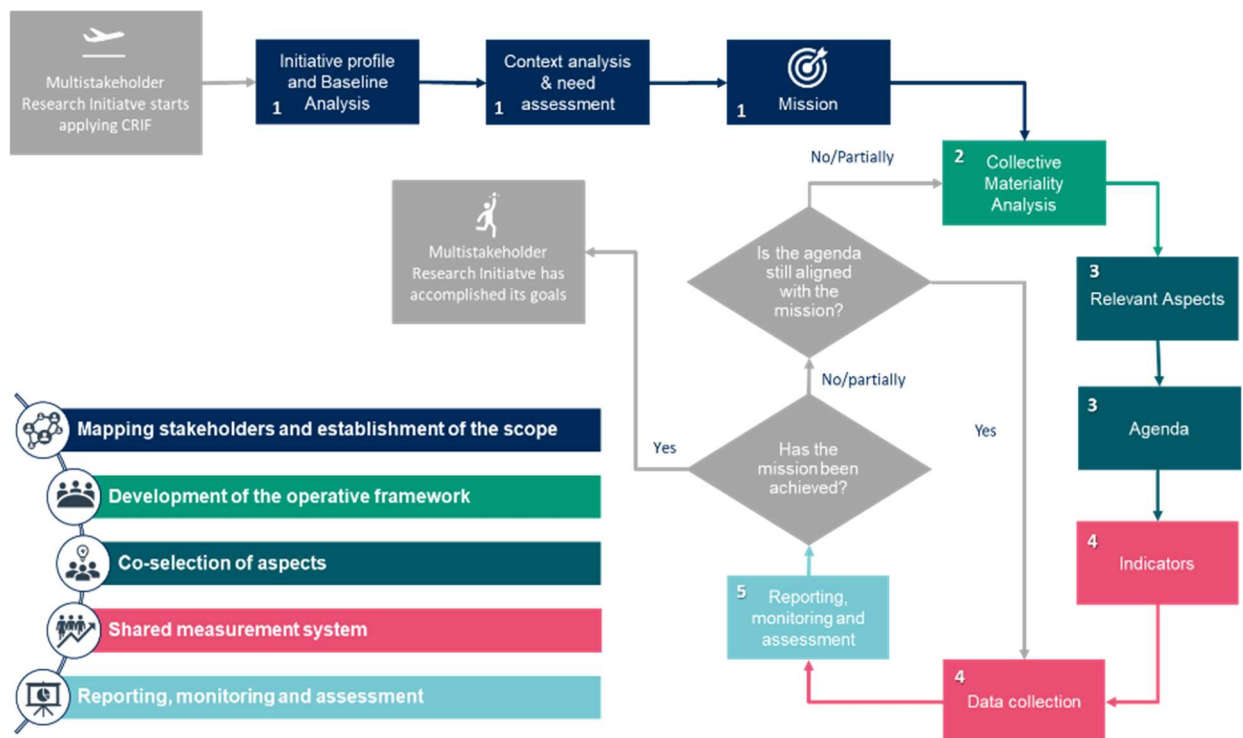 Multistakeholder
Research Initiatve starts
applying CRIF
Initiative profile
and Baseline
Analysis
1
Context analysis
& need
assessment
1
Mission
1
No/Partially
2
Collective
Materiality
Analysis
Multistakeholder
Research Initiatve has
accomplished its goals
Is the agenda
still aligned
with the
mission?
3
Relevant Aspects
No/partially
3
Agenda
Yes
Has the
mission been
achieved?
Yes
Mapping stakeholders and establishment of the scope
Development of the operative framework
Co-selection of aspects
Shared measurement system
Reporting, monitoring and assessment
4
Indicators
5
Reporting,
monitoring and
assessment
4
Data collection